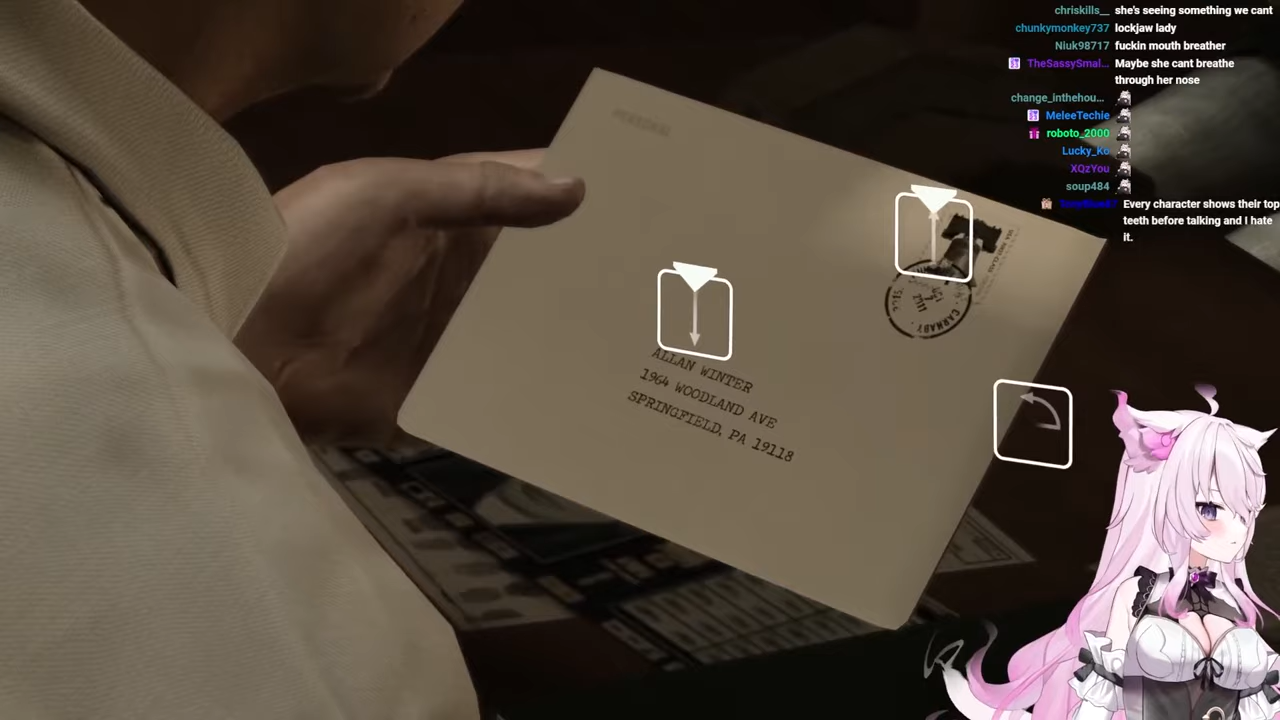 chriskills__ she's seeing something we cant
chunkymonkey737 lockjaw lady
Niuk98717 fuckin mouth breather
TheSassySmal... Maybe she cant breathe
through her nose
change_inthehou...
MeleeTechie
roboto_2000
Lucky_Ko
XQzYou
soup484
Every character shows their top
teeth before talking and I hate
it.
CARNABY
ALLAN WINTER
1964 WOODLAND AVE
SPRINGFIELD, PA 19118